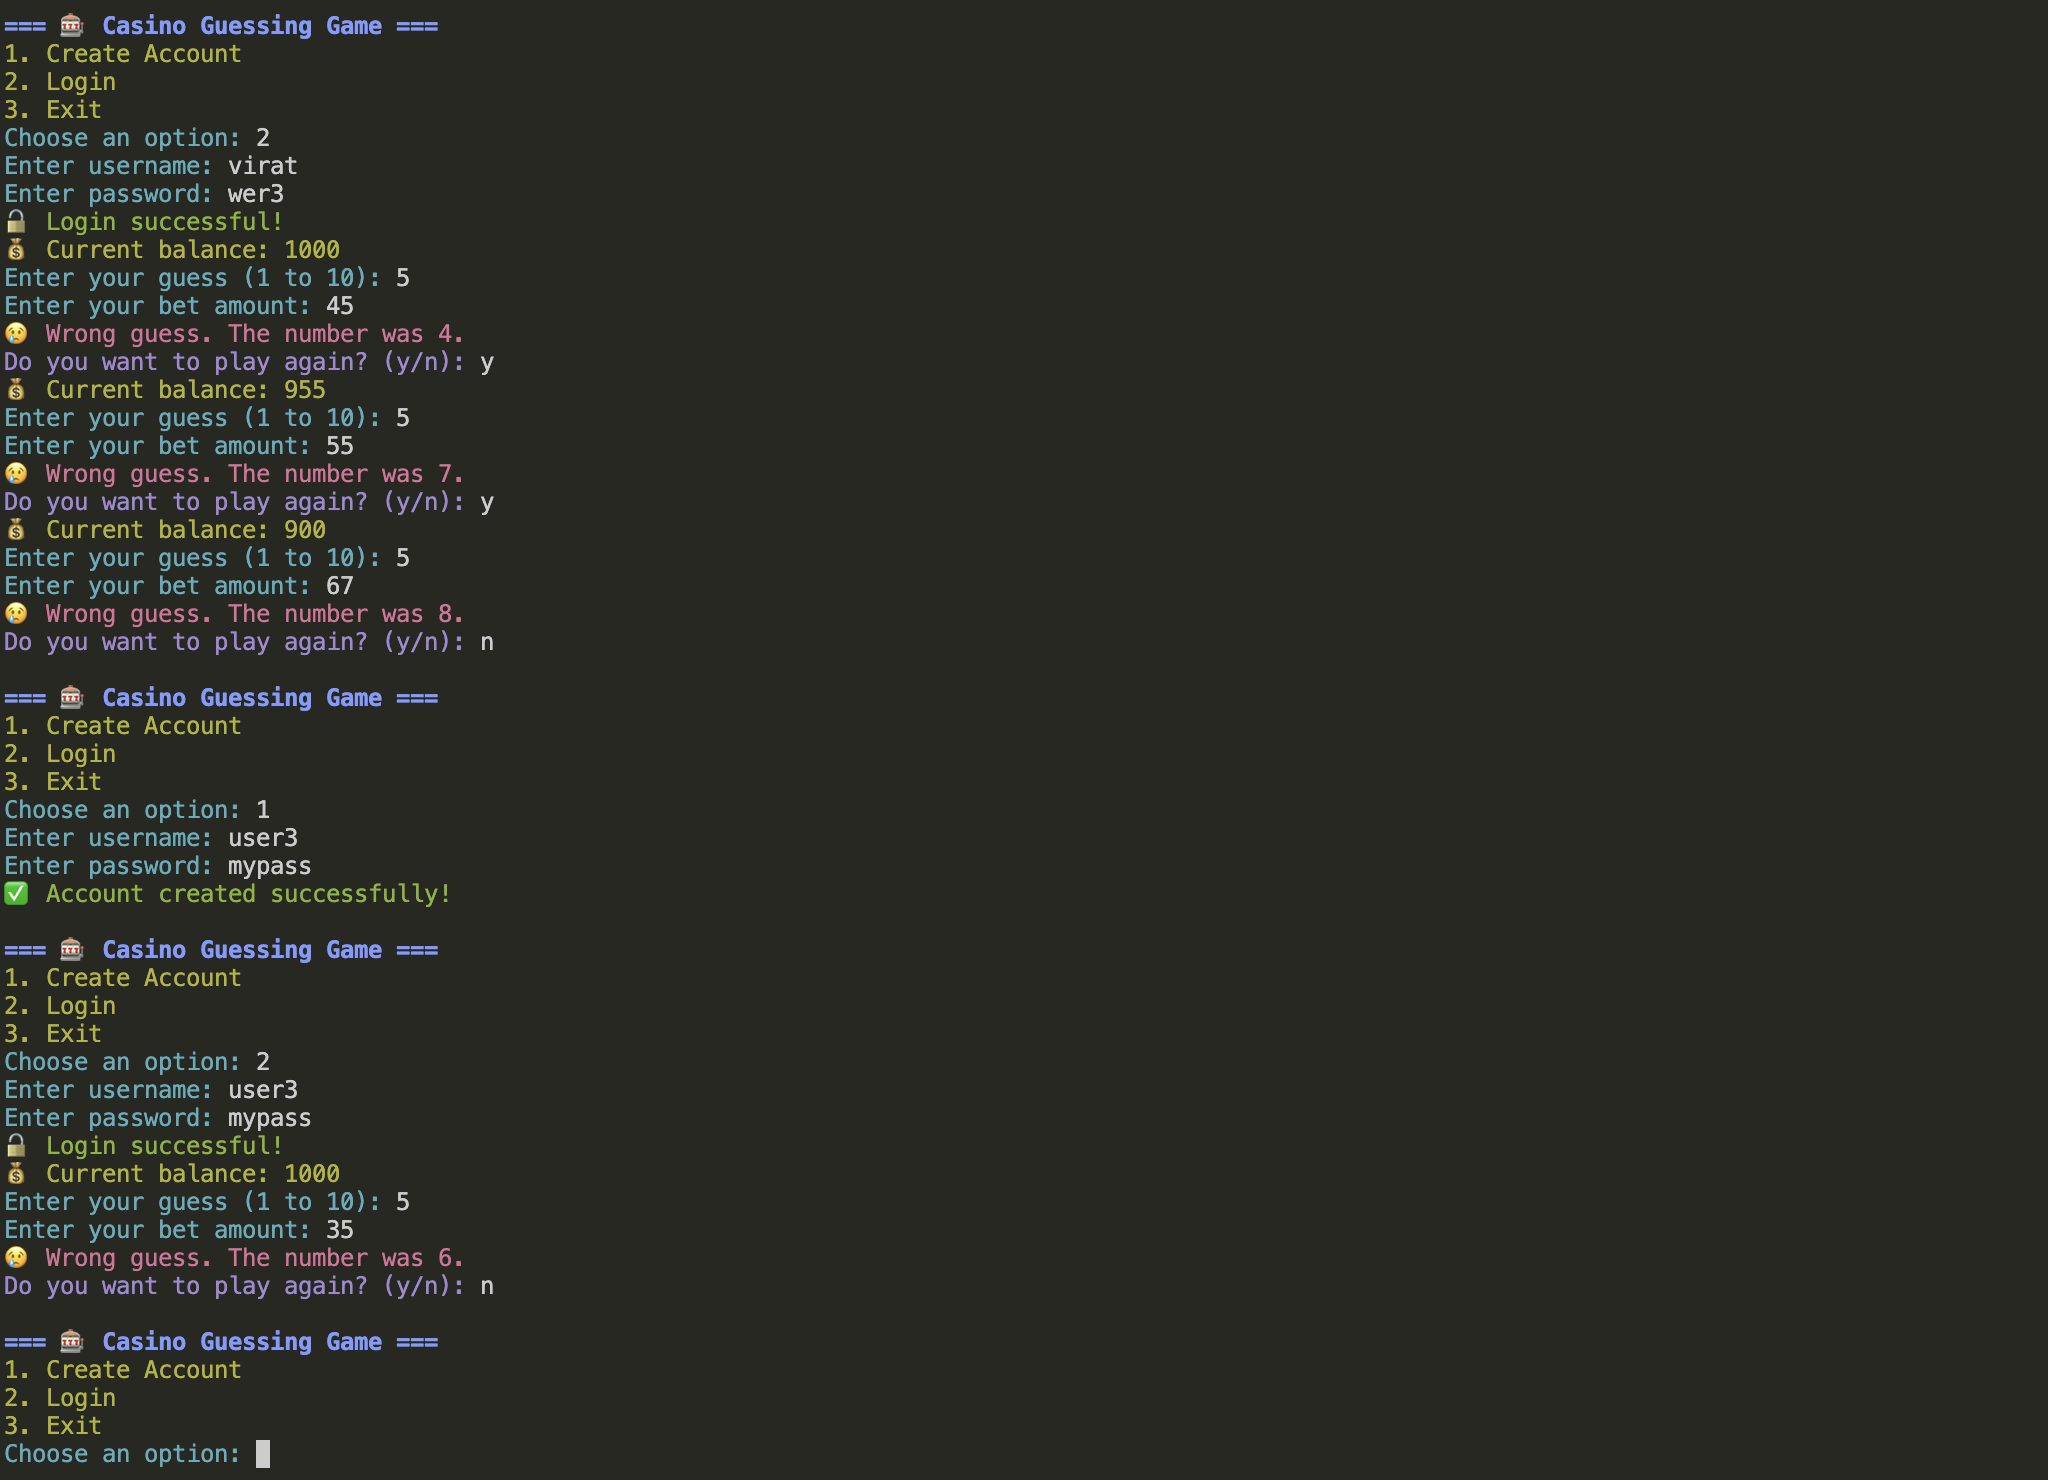 === 🎰 Casino Guessing Game ===
1. Create Account
2. Login
3. Exit
Choose an option: 2
Enter username: virat
Enter password: wer3
🔓 Login successful!
💰 Current balance: 1000
Enter your guess (1 to 10): 5
Enter your bet amount: 45
😢 Wrong guess. The number was 4.
Do you want to play again? (y/n): y
💰 Current balance: 955
Enter your guess (1 to 10): 5
Enter your bet amount: 55
😢 Wrong guess. The number was 7.
Do you want to play again? (y/n): y
💰 Current balance: 900
Enter your guess (1 to 10): 5
Enter your bet amount: 67
😢 Wrong guess. The number was 8.
Do you want to play again? (y/n): n

=== 🎰 Casino Guessing Game ===
1. Create Account
2. Login
3. Exit
Choose an option: 1
Enter username: user3
Enter password: mypass
✅ Account created successfully!

=== 🎰 Casino Guessing Game ===
1. Create Account
2. Login
3. Exit
Choose an option: 2
Enter username: user3
Enter password: mypass
🔓 Login successful!
💰 Current balance: 1000
Enter your guess (1 to 10): 5
Enter your bet amount: 35
😢 Wrong guess. The number was 6.
Do you want to play again? (y/n): n

=== 🎰 Casino Guessing Game ===
1. Create Account
2. Login
3. Exit
Choose an option: